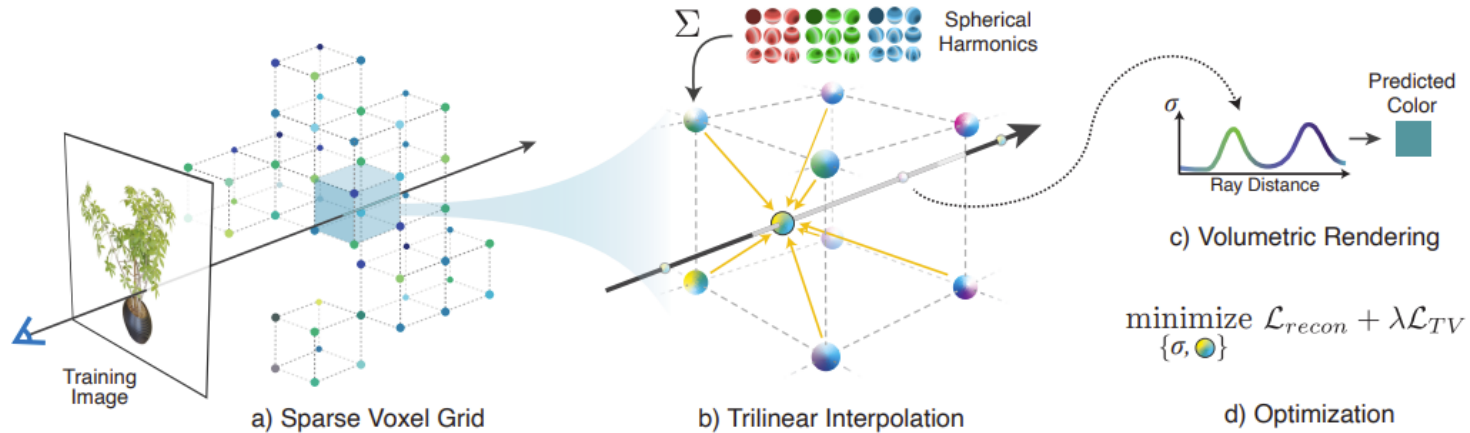 Training
Image
a) Sparse Voxel Grid
Σ
Spherical
Harmonics
b) Trilinear Interpolation
σ
Ray Distance
Predicted
Color
c) Volumetric Rendering
minimize ℒrecon + λℒTV
{σ, }
d) Optimization